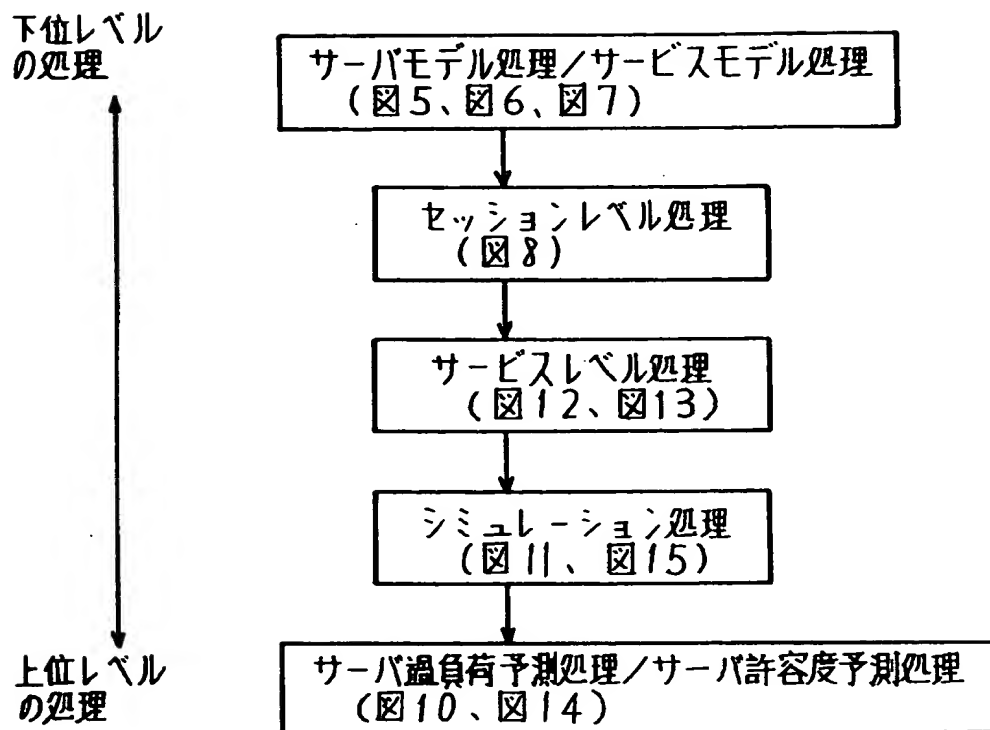 下位レベル
の処理
サーバモデル処理/サービスモデル処理
(図5、図6、図7)
セッションレベル処理
(図8)
サービスレベル処理
(図12、図13)
シミュレーション処理
(図11、図15)
上位レベル
の処理
サーバ過負荷予測処理/サーバ許容度予測処理
(図10、図14)